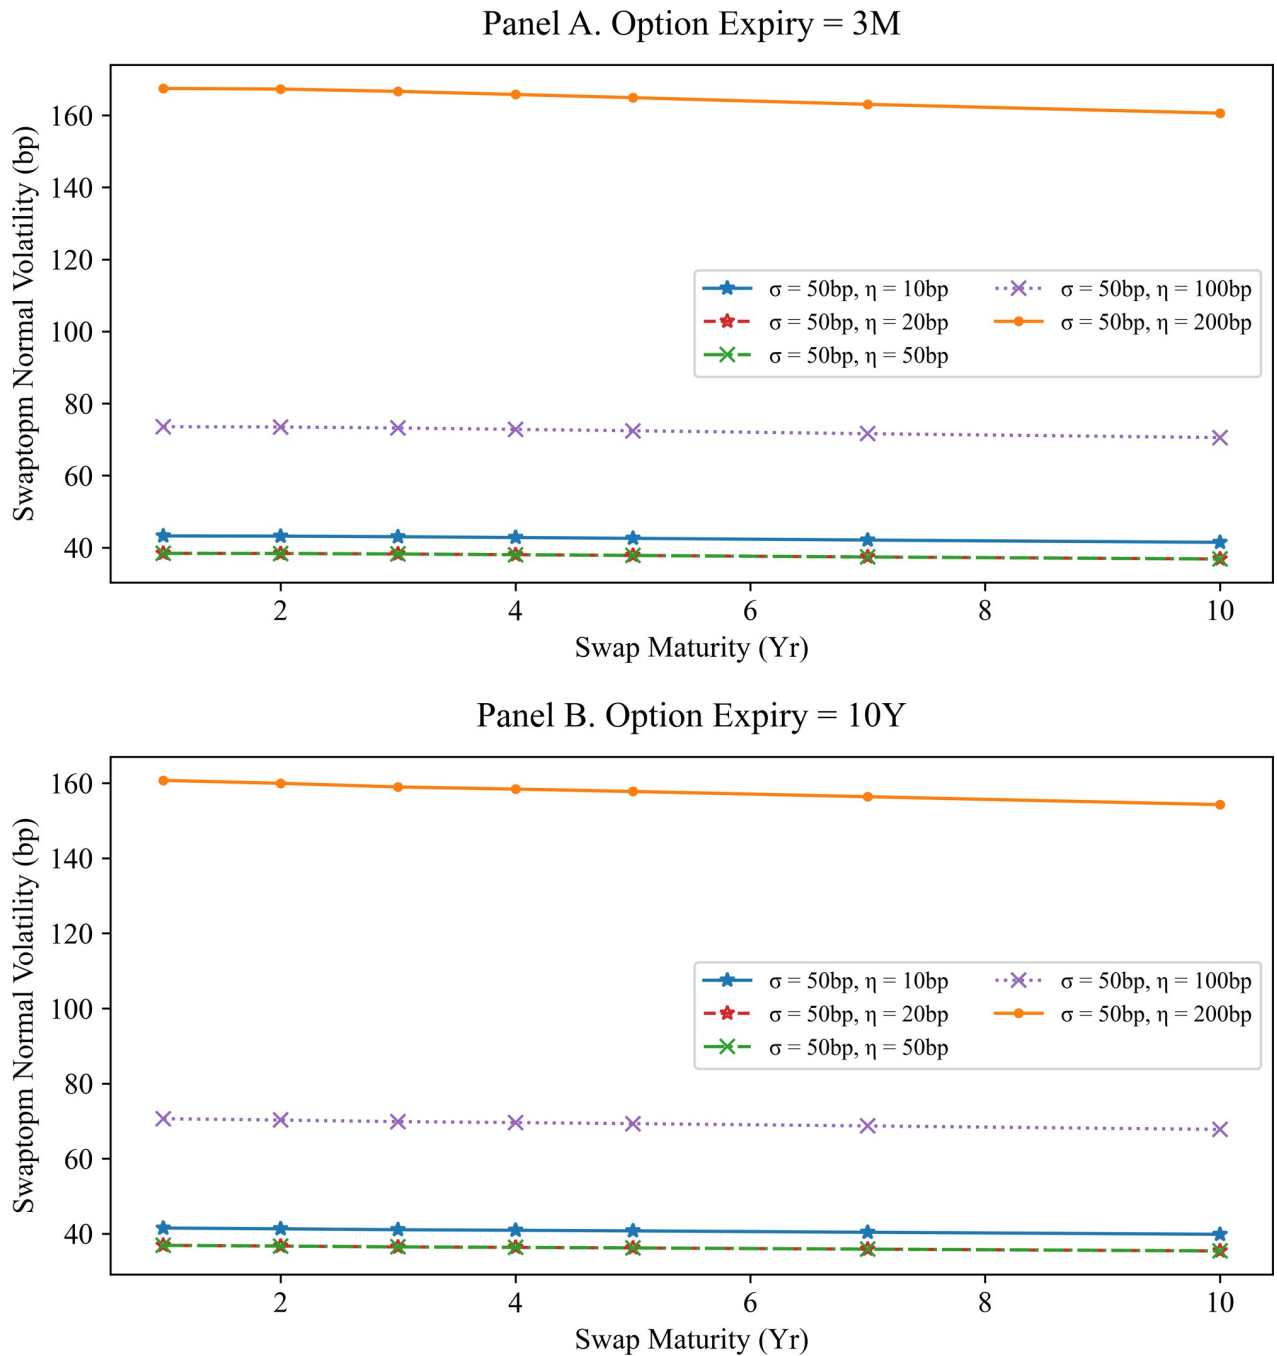 Panel A. Option Expiry = 3M
Swaptopm Normal Volatility (bp)
160
140
120
100
80
60
40
σ = 50bp, η = 10bp
σ = 50bp, η = 20bp
σ = 50bp, η = 50bp
σ = 50bp, η = 100bp
σ = 50bp, η = 200bp
2 4 6 8 10
Swap Maturity (Yr)
Panel B. Option Expiry = 10Y
Swaptopm Normal Volatility (bp)
160
140
120
100
80
60
40
σ = 50bp, η = 10bp
σ = 50bp, η = 20bp
σ = 50bp, η = 50bp
σ = 50bp, η = 100bp
σ = 50bp, η = 200bp
2 4 6 8 10
Swap Maturity (Yr)